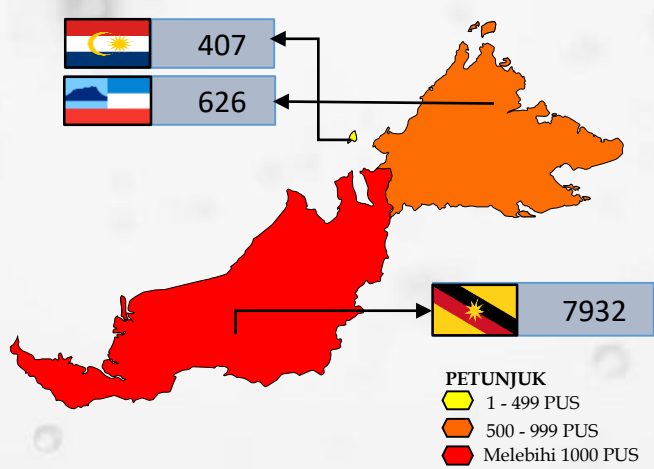 407
626
7932
PETUNJUK
1 - 499 PUS
500 - 999 PUS
Melebihi 1000 PUS